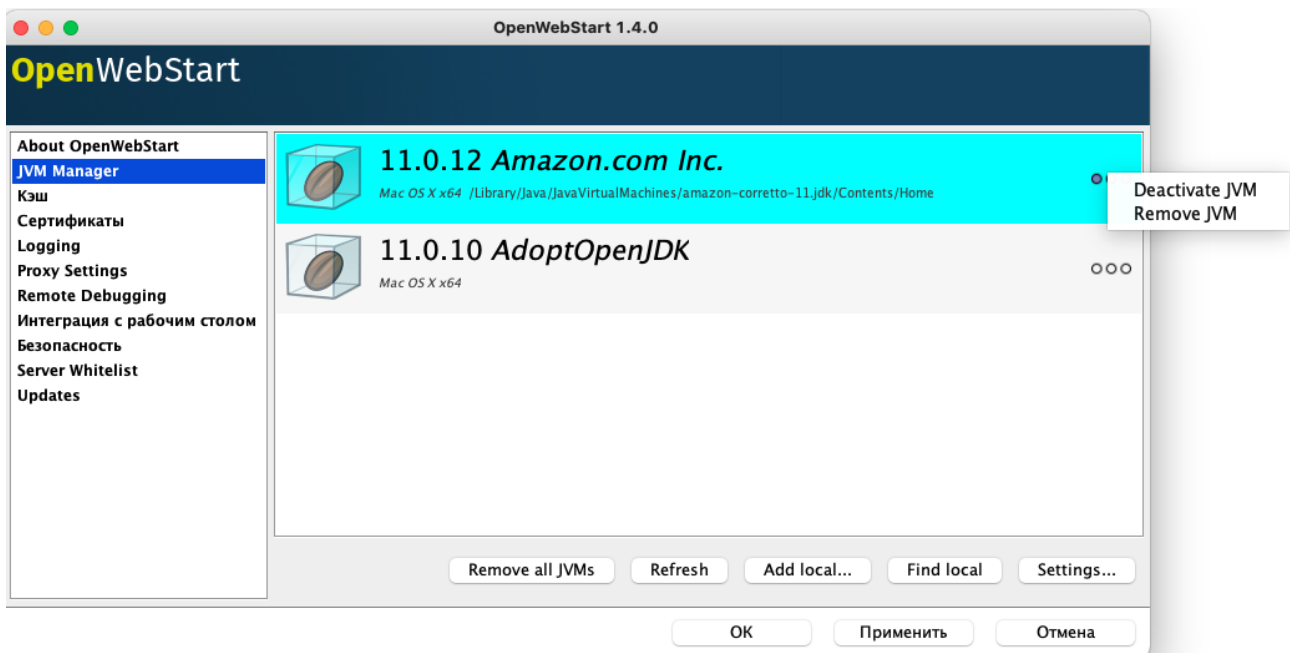 OpenWebStart 1.4.0
OpenWebStart
About OpenWebStart
JVM Manager
Кэш
Сертификаты
Logging
Proxy Settings
Remote Debugging
Интеграция с рабочим столом
Безопасность
Server Whitelist
Updates
11.0.12 Amazon.com Inc.
Mac OS X x64 /Library/Java/JavaVirtualMachines/amazon-corretto-11.jdk/Contents/Home
Deactivate JVM
Remove JVM
11.0.10 AdoptOpenJDK
Mac OS X x64
Remove all JVMs Refresh Add local... Find local Settings...
ОК Применить Отмена